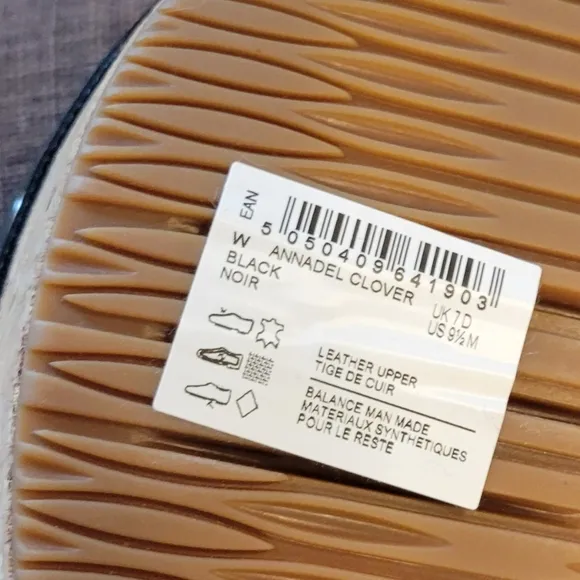 EAN
5 050409 641903
W ANNADEL CLOVER
BLACK
NOIR
UK 7 D
US 9½ M
LEATHER UPPER
TIGE DE CUIR
BALANCE MAN MADE
MATERIAUX SYNTHETIQUES
POUR LE RESTE